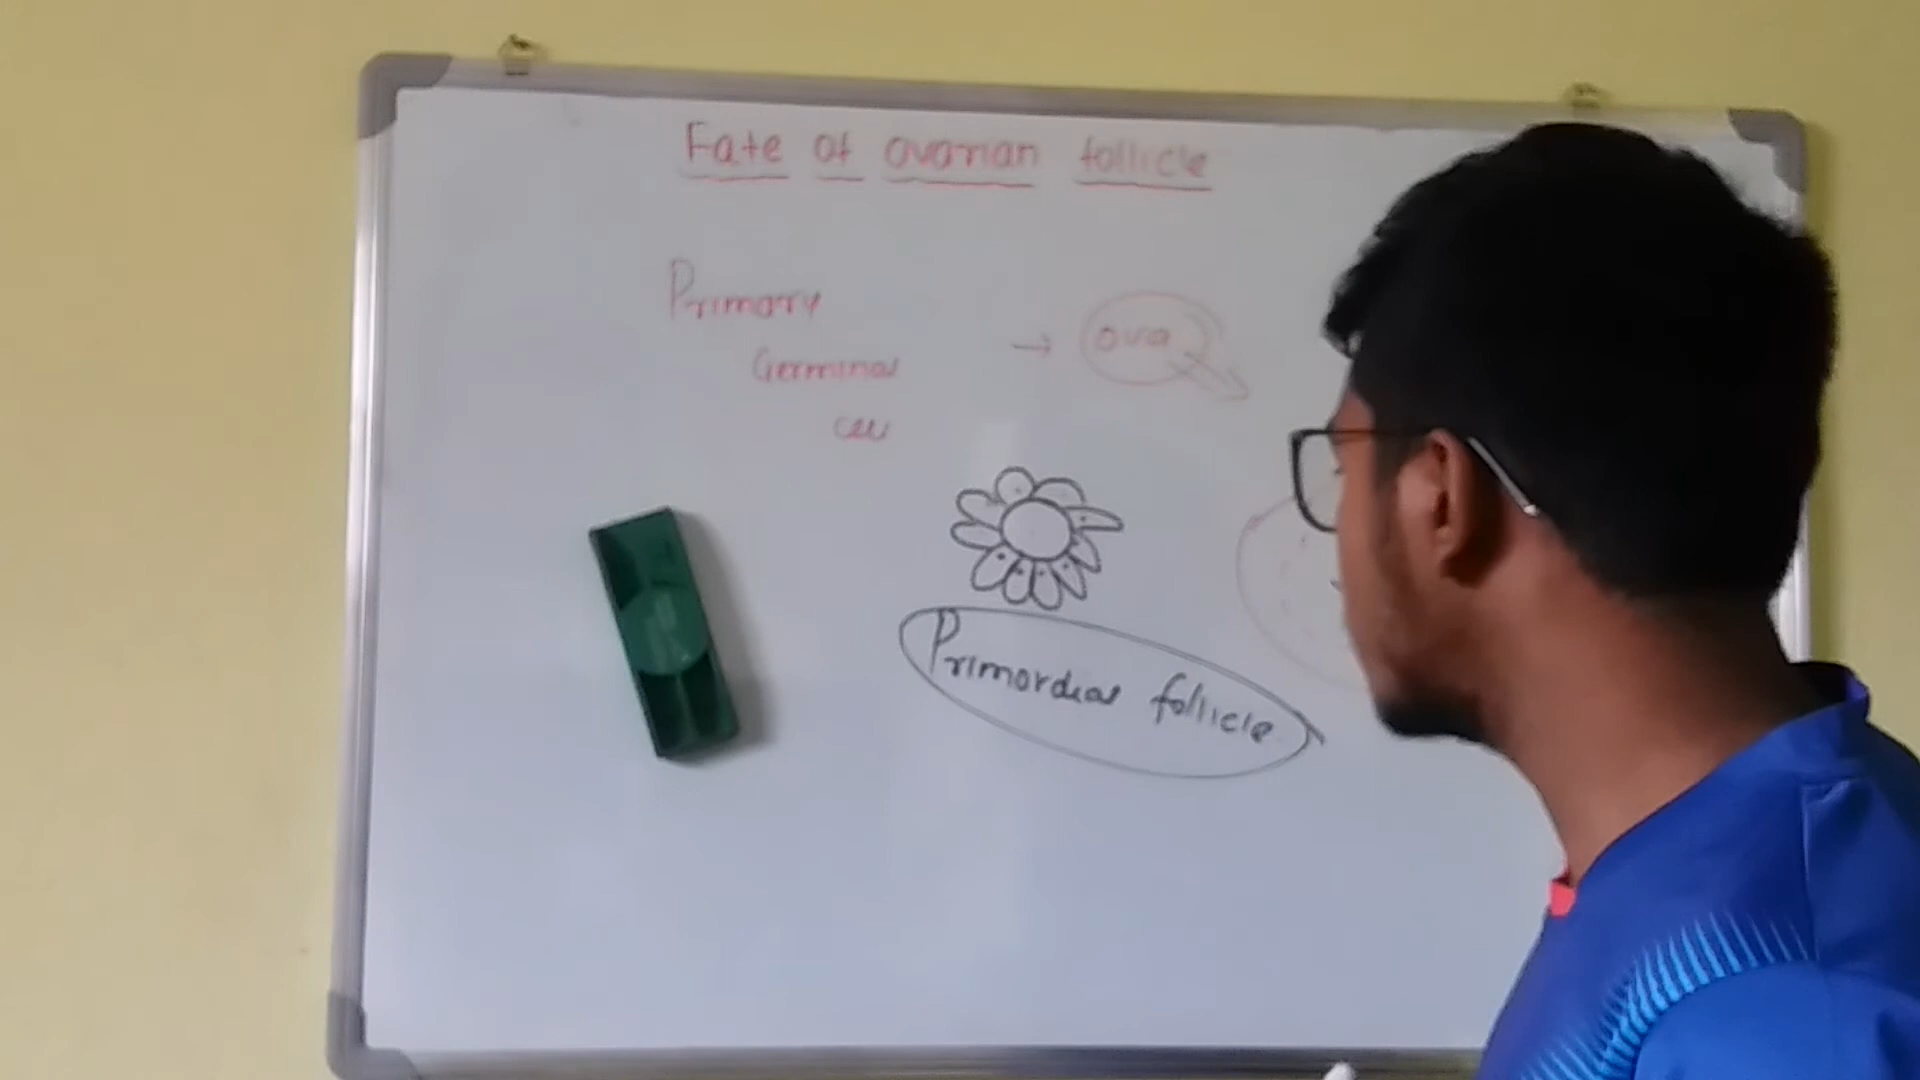 Fate of ovarian follicle
Primary
Germinal
cell
→ ova
Primordial follicle